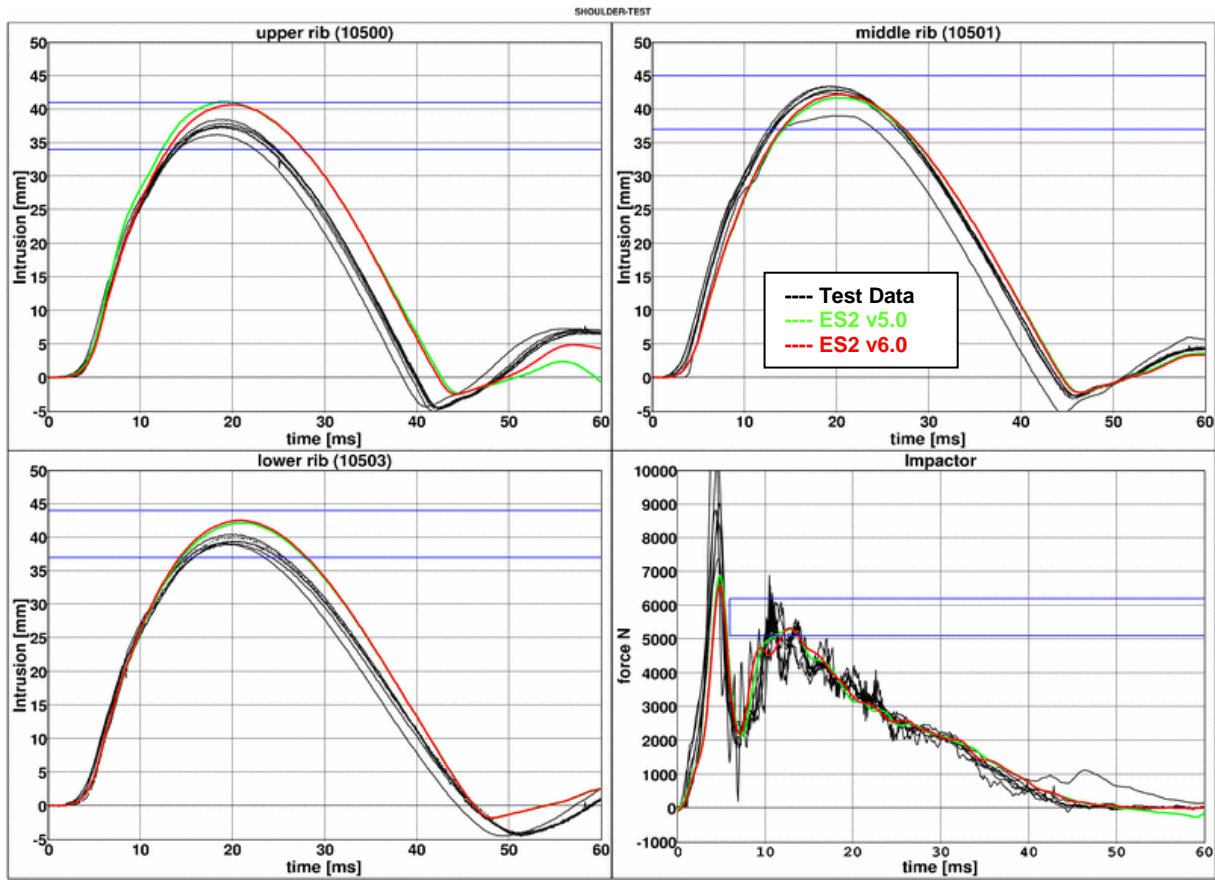 SHOULDER-TEST
upper rib (10500)
50
45
40
35
30
25
20
15
10
5
0
-5
Intrusion [mm]
0 10 20 30 40 50 60
time [ms]
middle rib (10501)
50
45
40
35
30
25
20
15
10
5
0
-5
Intrusion [mm]
---- Test Data
---- ES2 v5.0
---- ES2 v6.0
0 10 20 30 40 50 60
time [ms]
lower rib (10503)
50
45
40
35
30
25
20
15
10
5
0
-5
Intrusion [mm]
0 10 20 30 40 50 60
time [ms]
Impactor
10000
9000
8000
7000
6000
5000
4000
3000
2000
1000
0
-1000
force N
0 10 20 30 40 50 60
time [ms]